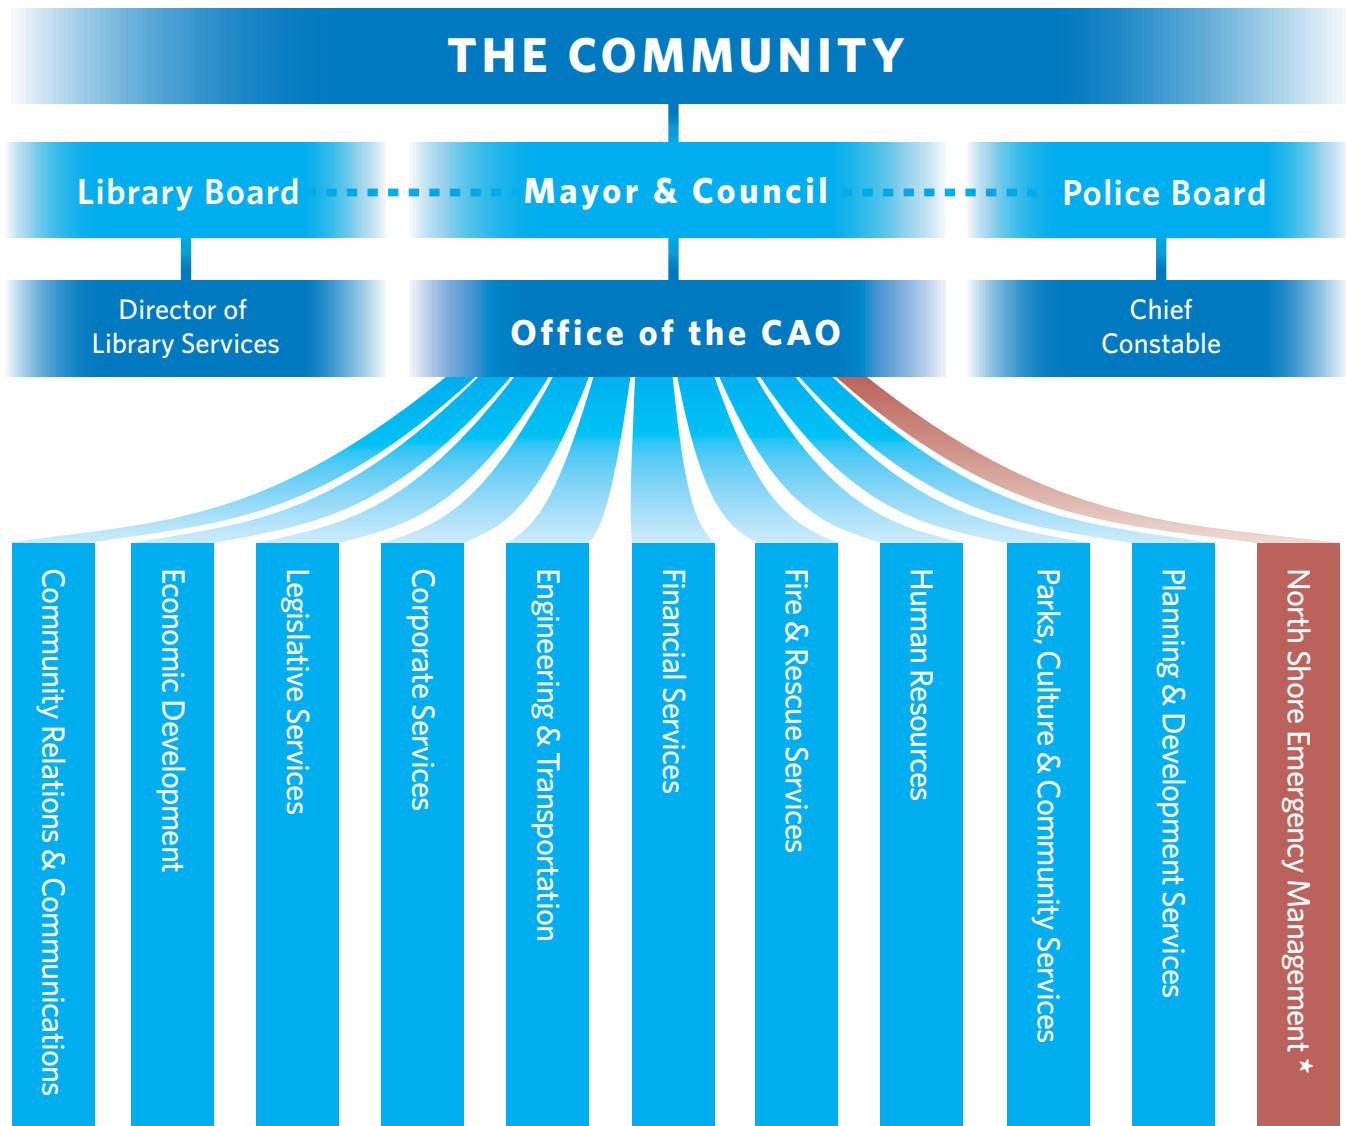 THE COMMUNITY
Library Board
Mayor & Council
Police Board
Director of
Library Services
Office of the CAO
Chief
Constable
Community Relations & Communications
Economic Development
Legislative Services
Corporate Services
Engineering & Transportation
Financial Services
Fire & Rescue Services
Human Resources
Parks, Culture & Community Services
Planning & Development Services
North Shore Emergency Management ★